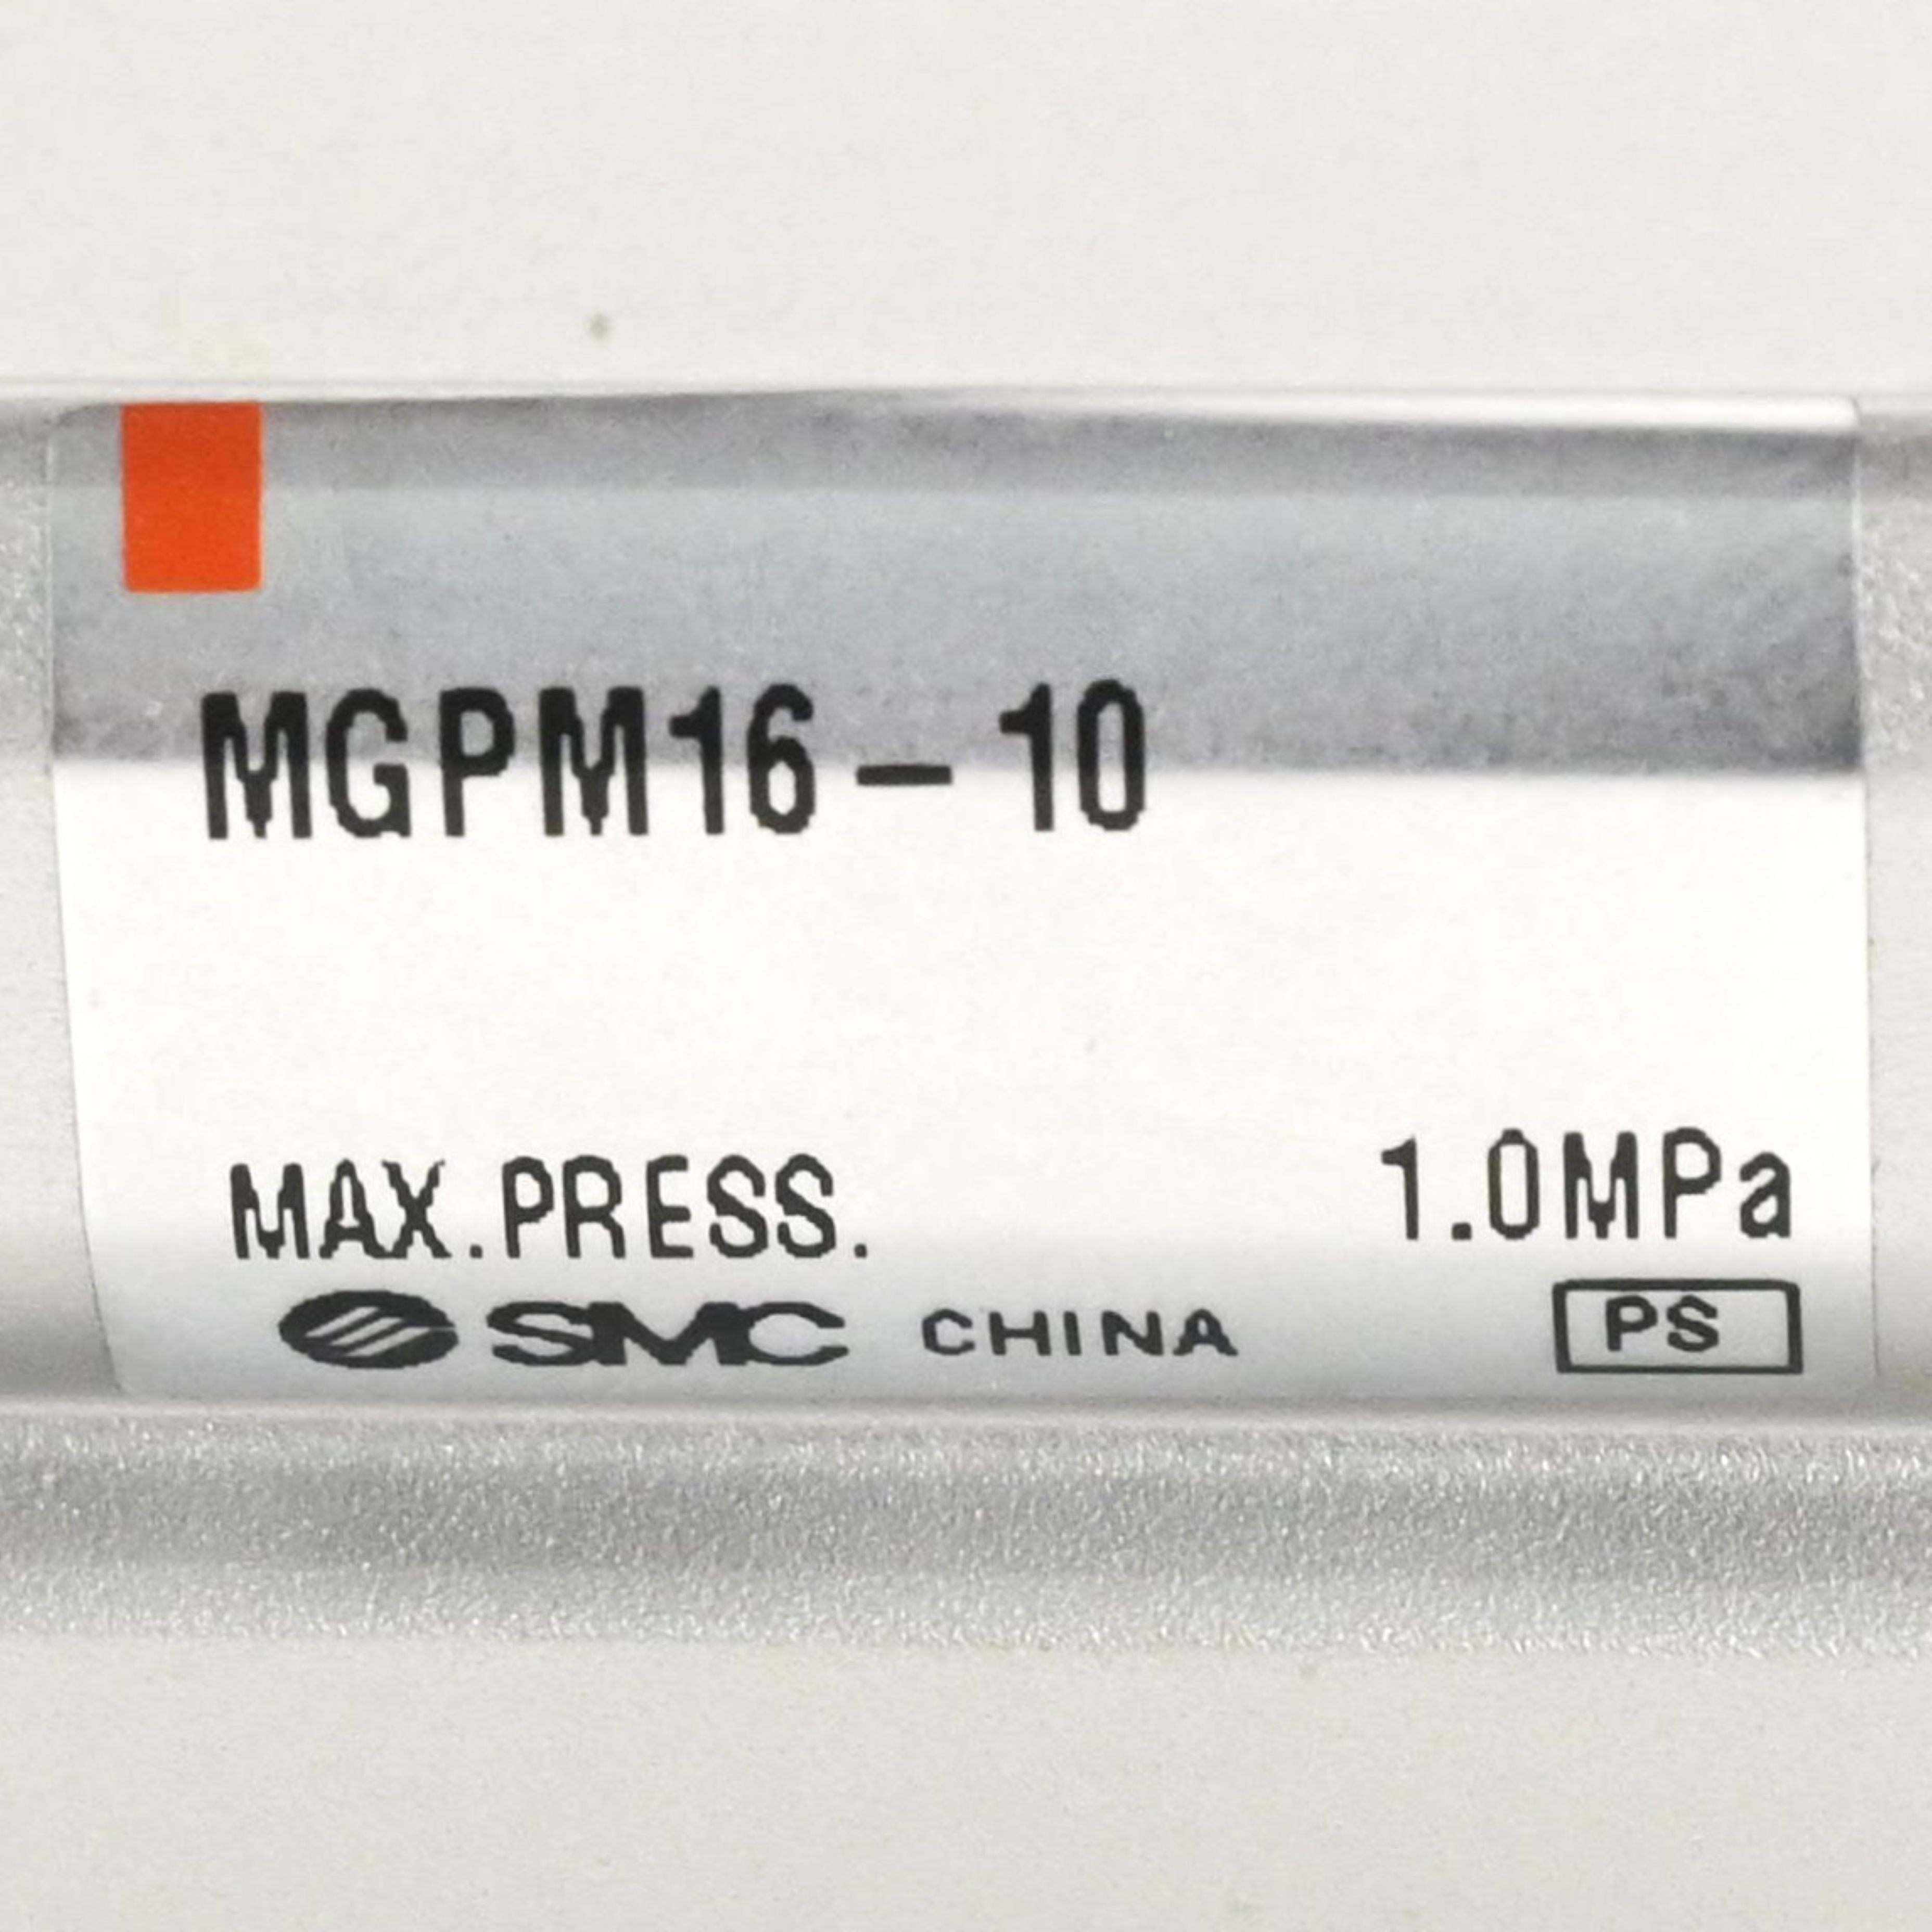 MGPM16-10
MAX.PRESS. 1.0MPa
SMC CHINA PS